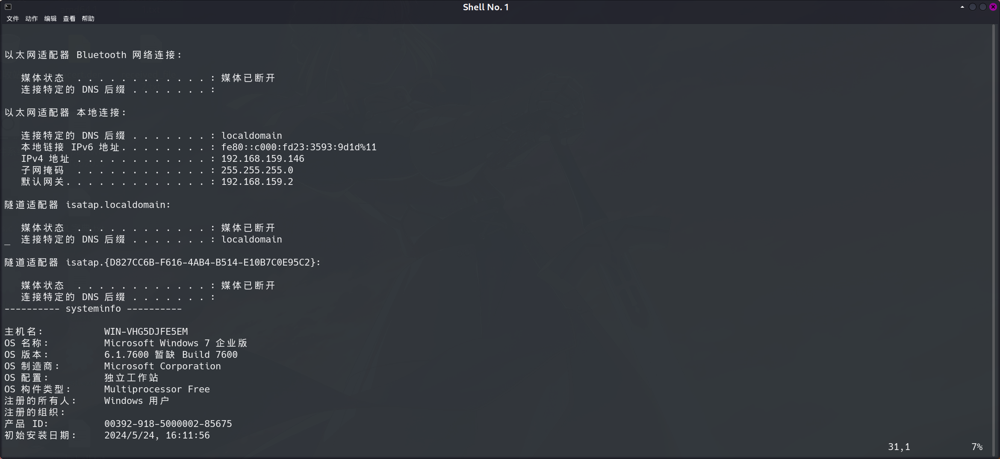 Shell No. 1
文件 动作 编辑 查看 帮助
以太网适配器 Bluetooth 网络连接:
媒体状态 . . . . . . . . . . . . : 媒体已断开
连接特定的 DNS 后缀 . . . . . . . :
以太网适配器 本地连接:
连接特定的 DNS 后缀 . . . . . . . : localdomain
本地链接 IPv6 地址. . . . . . . . : fe80::c000:fd23:3593:9d1d%11
IPv4 地址 . . . . . . . . . . . . : 192.168.159.146
子网掩码 . . . . . . . . . . . . : 255.255.255.0
默认网关. . . . . . . . . . . . . : 192.168.159.2
隧道适配器 isatap.localdomain:
媒体状态 . . . . . . . . . . . . : 媒体已断开
_ 连接特定的 DNS 后缀 . . . . . . . : localdomain
隧道适配器 isatap.{D827CC6B-F616-4AB4-B514-E10B7C0E95C2}:
媒体状态 . . . . . . . . . . . . : 媒体已断开
连接特定的 DNS 后缀 . . . . . . . :
---------- systeminfo ----------
主机名: WIN-VHG5DJFE5EM
OS 名称: Microsoft Windows 7 企业版
OS 版本: 6.1.7600 暂缺 Build 7600
OS 制造商: Microsoft Corporation
OS 配置: 独立工作站
OS 构件类型: Multiprocessor Free
注册的所有人: Windows 用户
注册的组织:
产品 ID: 00392-918-5000002-85675
初始安装日期: 2024/5/24, 16:11:56
31,1 7%